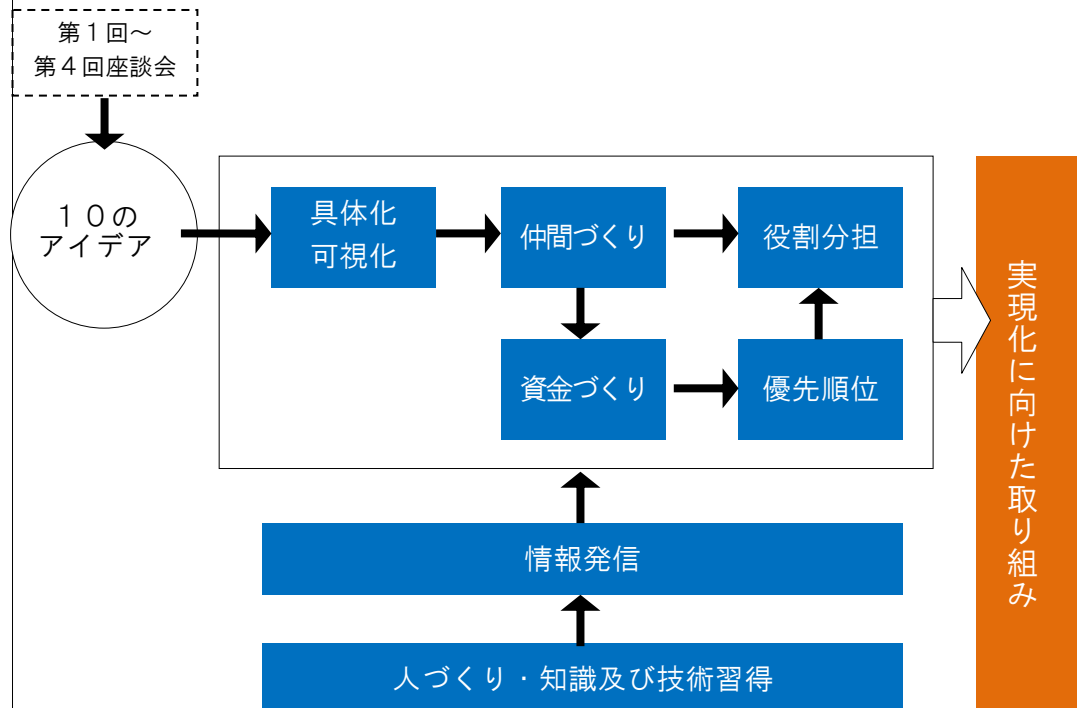 第１回～
第４回座談会
１０の
アイデア
具体化
可視化
仲間づくり
役割分担
資金づくり
優先順位
情報発信
人づくり・知識及び技術習得
実現化に向けた取り組み